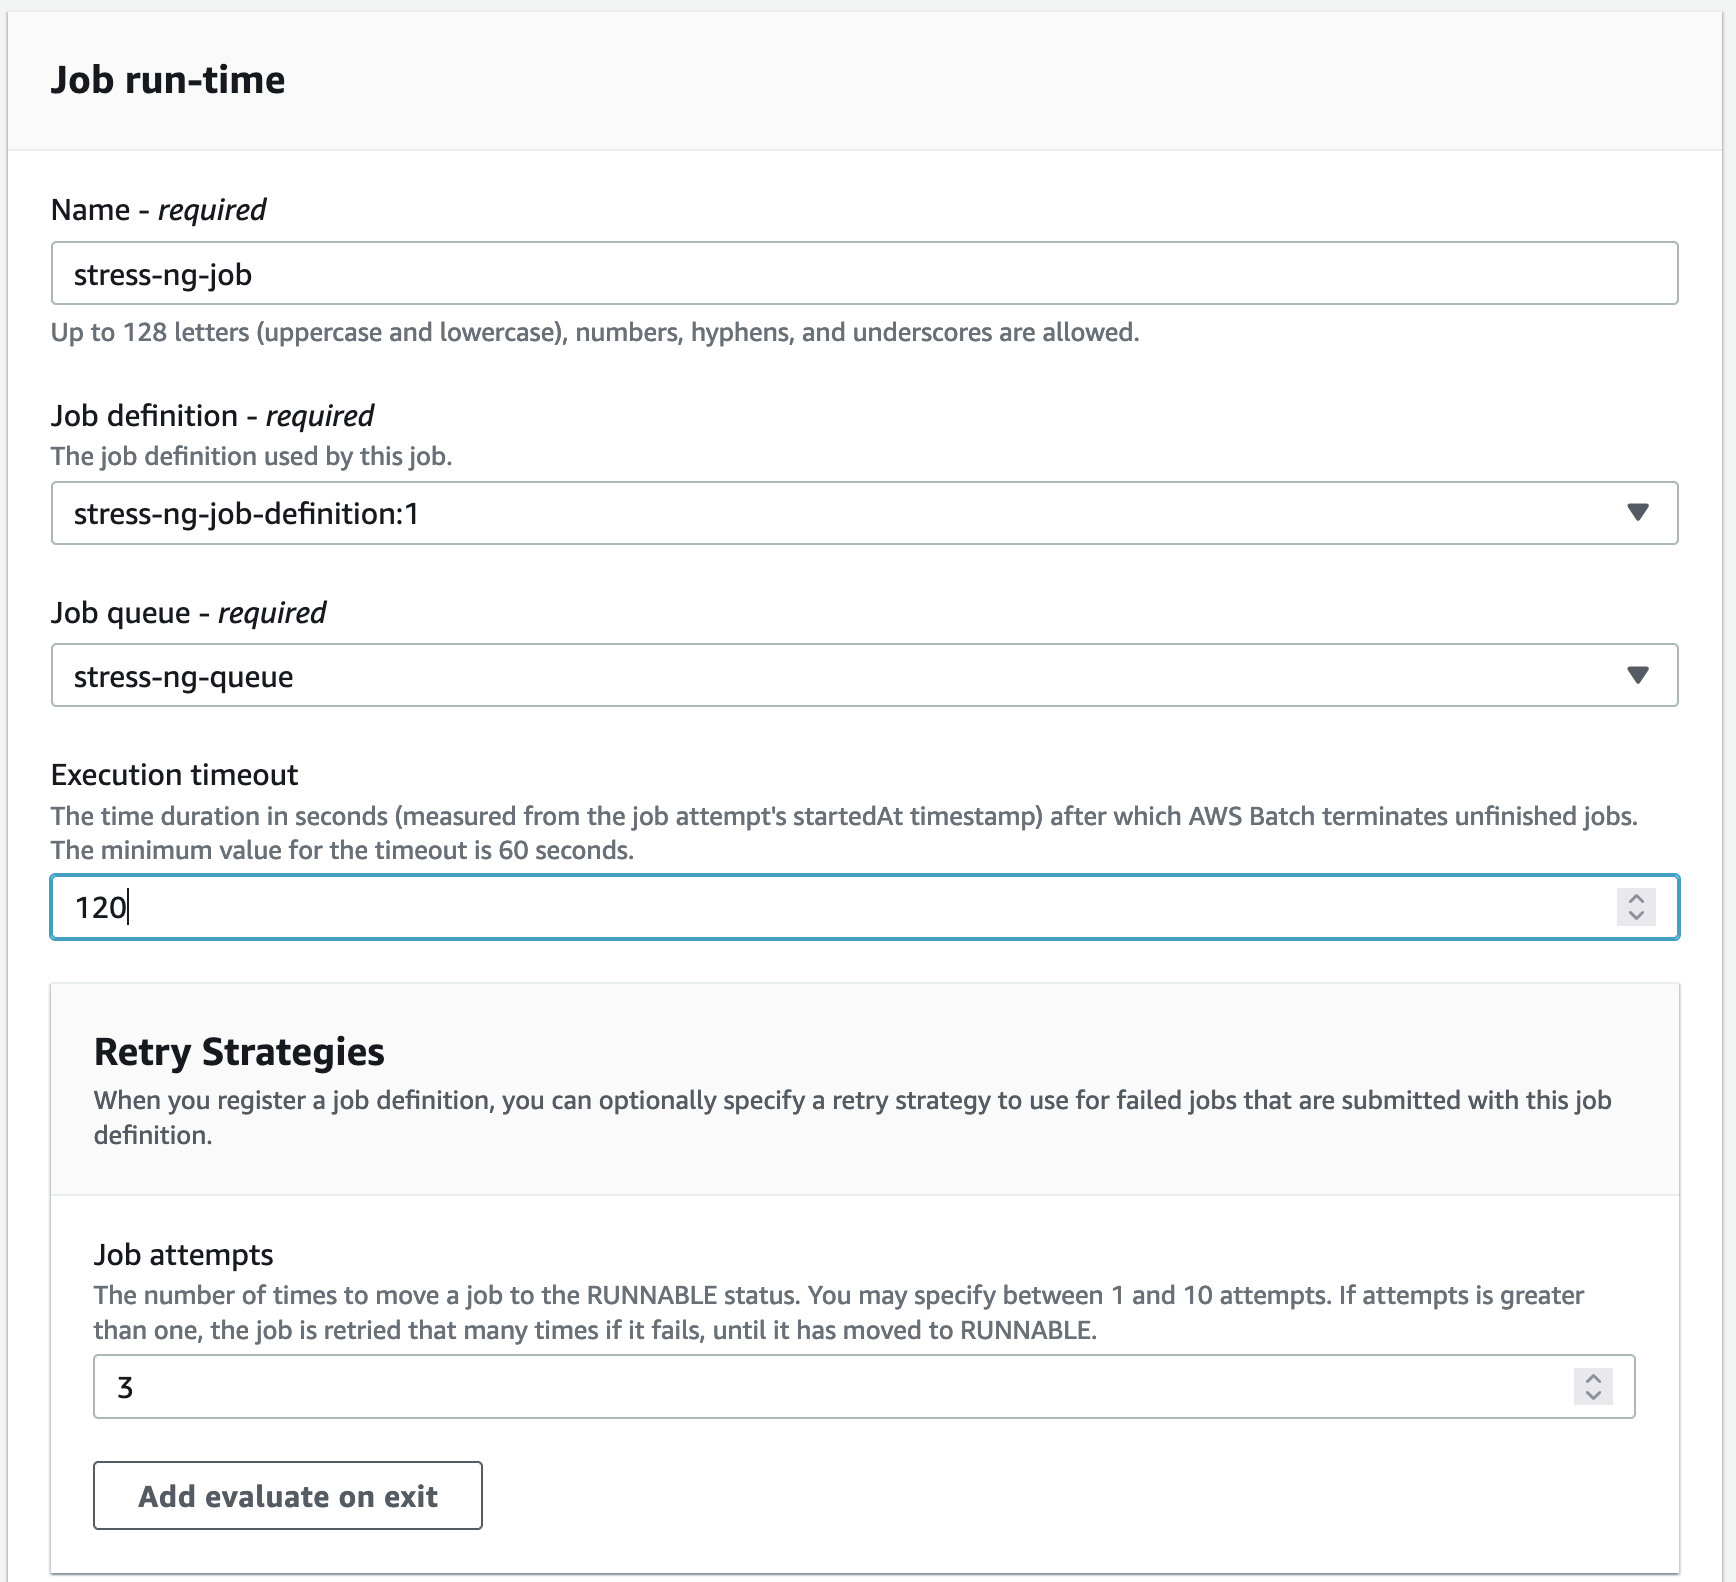 Job run-time
Name - required
stress-ng-job
Up to 128 letters (uppercase and lowercase), numbers, hyphens, and underscores are allowed.
Job definition - required
The job definition used by this job.
stress-ng-job-definition:1
Job queue - required
stress-ng-queue
Execution timeout
The time duration in seconds (measured from the job attempt's startedAt timestamp) after which AWS Batch terminates unfinished jobs.
The minimum value for the timeout is 60 seconds.
120
Retry Strategies
When you register a job definition, you can optionally specify a retry strategy to use for failed jobs that are submitted with this job
definition.
Job attempts
The number of times to move a job to the RUNNABLE status. You may specify between 1 and 10 attempts. If attempts is greater
than one, the job is retried that many times if it fails, until it has moved to RUNNABLE.
3
Add evaluate on exit